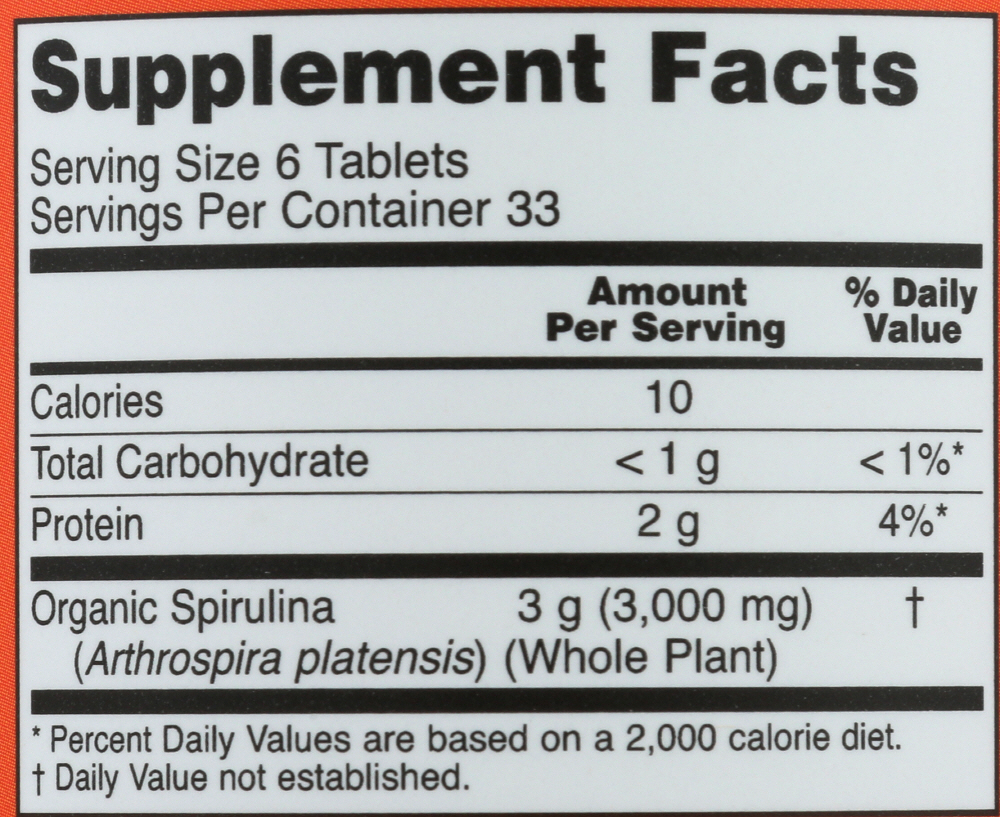 Supplement Facts
Serving Size 6 Tablets
Servings Per Container 33
Amount Per Serving % Daily Value
Calories 10
Total Carbohydrate < 1 g < 1%*
Protein 2 g 4%*
Organic Spirulina 3 g (3,000 mg) †
(Arthrospira platensis) (Whole Plant)
* Percent Daily Values are based on a 2,000 calorie diet.
† Daily Value not established.